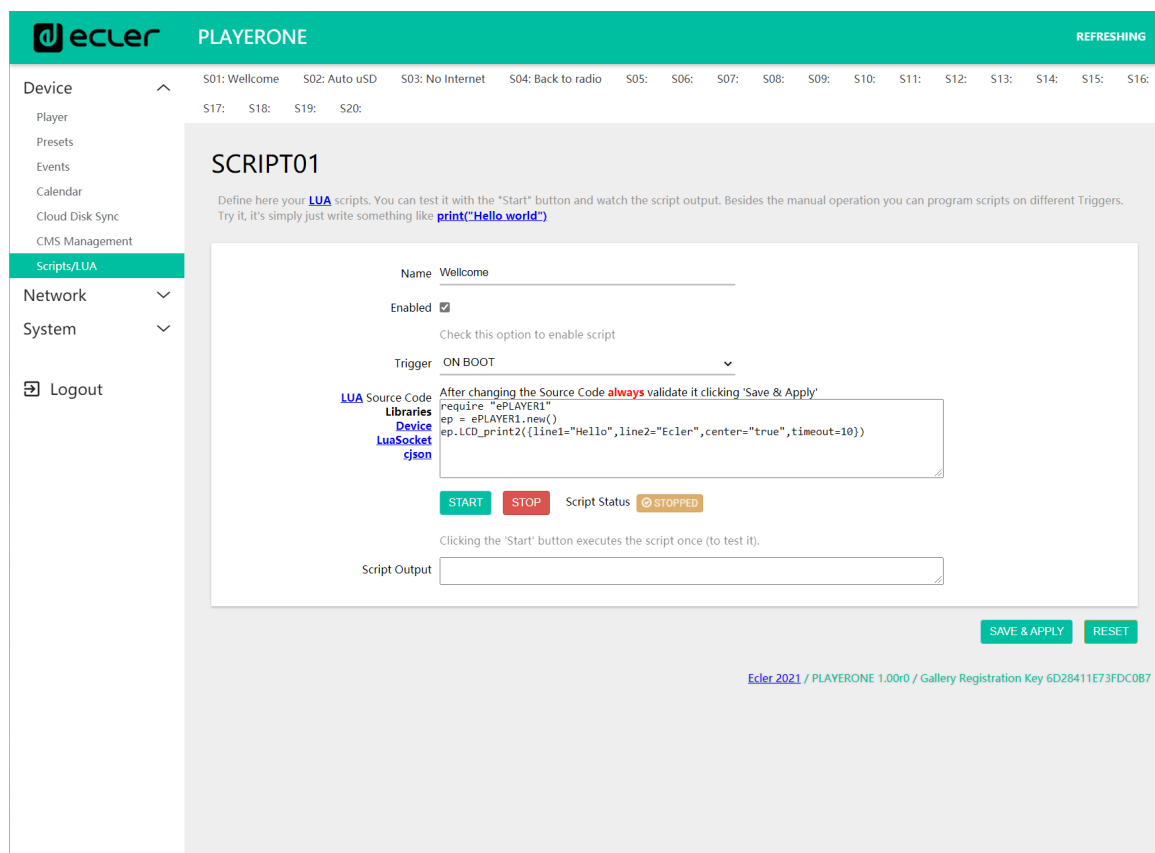 ecler
PLAYERONE
REFRESHING
Device
Player
Presets
Events
Calendar
Cloud Disk Sync
CMS Management
Scripts/LUA
Network
System
Logout
S01: Wellcome S02: Auto uSD S03: No Internet S04: Back to radio S05: S06: S07: S08: S09: S10: S11: S12: S13: S14: S15: S16:
S17: S18: S19: S20:
SCRIPT01
Define here your LUA scripts. You can test it with the "Start" button and watch the script output. Besides the manual operation you can program scripts on different Triggers.
Try it, it's simply just write something like print("Hello world")
Name Wellcome
Enabled
Check this option to enable script
Trigger ON BOOT
LUA Source Code
Libraries
Device
LuaSocket
cjson
After changing the Source Code always validate it clicking 'Save & Apply'
require "ePLAYER1"
ep = ePLAYER1.new()
ep.LCD_print2({line1="Hello",line2="Ecler",center="true",timeout=10})
START STOP Script Status STOPPED
Clicking the 'Start' button executes the script once (to test it).
Script Output
SAVE & APPLY RESET
Ecler 2021 / PLAYERONE 1.00r0 / Gallery Registration Key 6D28411E73FDC0B7